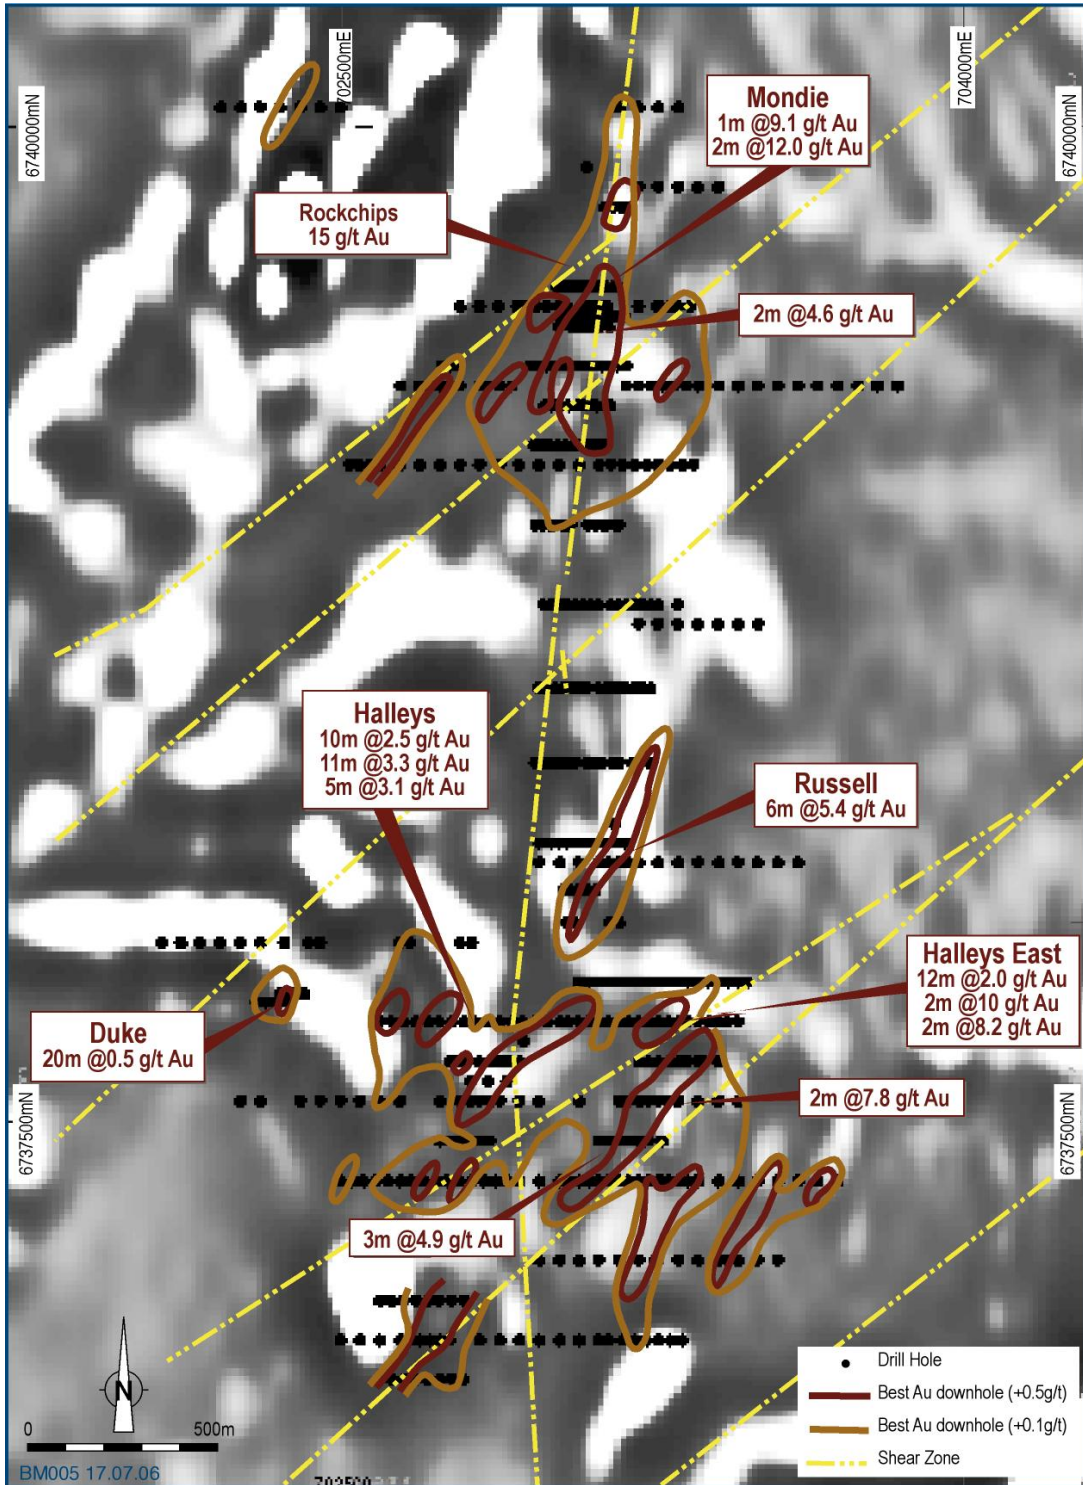 702500mE
704000mE
6740000mN
6740000mN
Mondie
1m @9.1 g/t Au
2m @12.0 g/t Au
Rockchips
15 g/t Au
2m @4.6 g/t Au
Halleys
10m @2.5 g/t Au
11m @3.3 g/t Au
5m @3.1 g/t Au
Russell
6m @5.4 g/t Au
Halleys East
12m @2.0 g/t Au
2m @10 g/t Au
2m @8.2 g/t Au
Duke
20m @0.5 g/t Au
2m @7.8 g/t Au
6737500mN
6737500mN
3m @4.9 g/t Au
N
0
500m
Drill Hole
Best Au downhole (+0.5g/t)
Best Au downhole (+0.1g/t)
Shear Zone
BM005 17.07.06